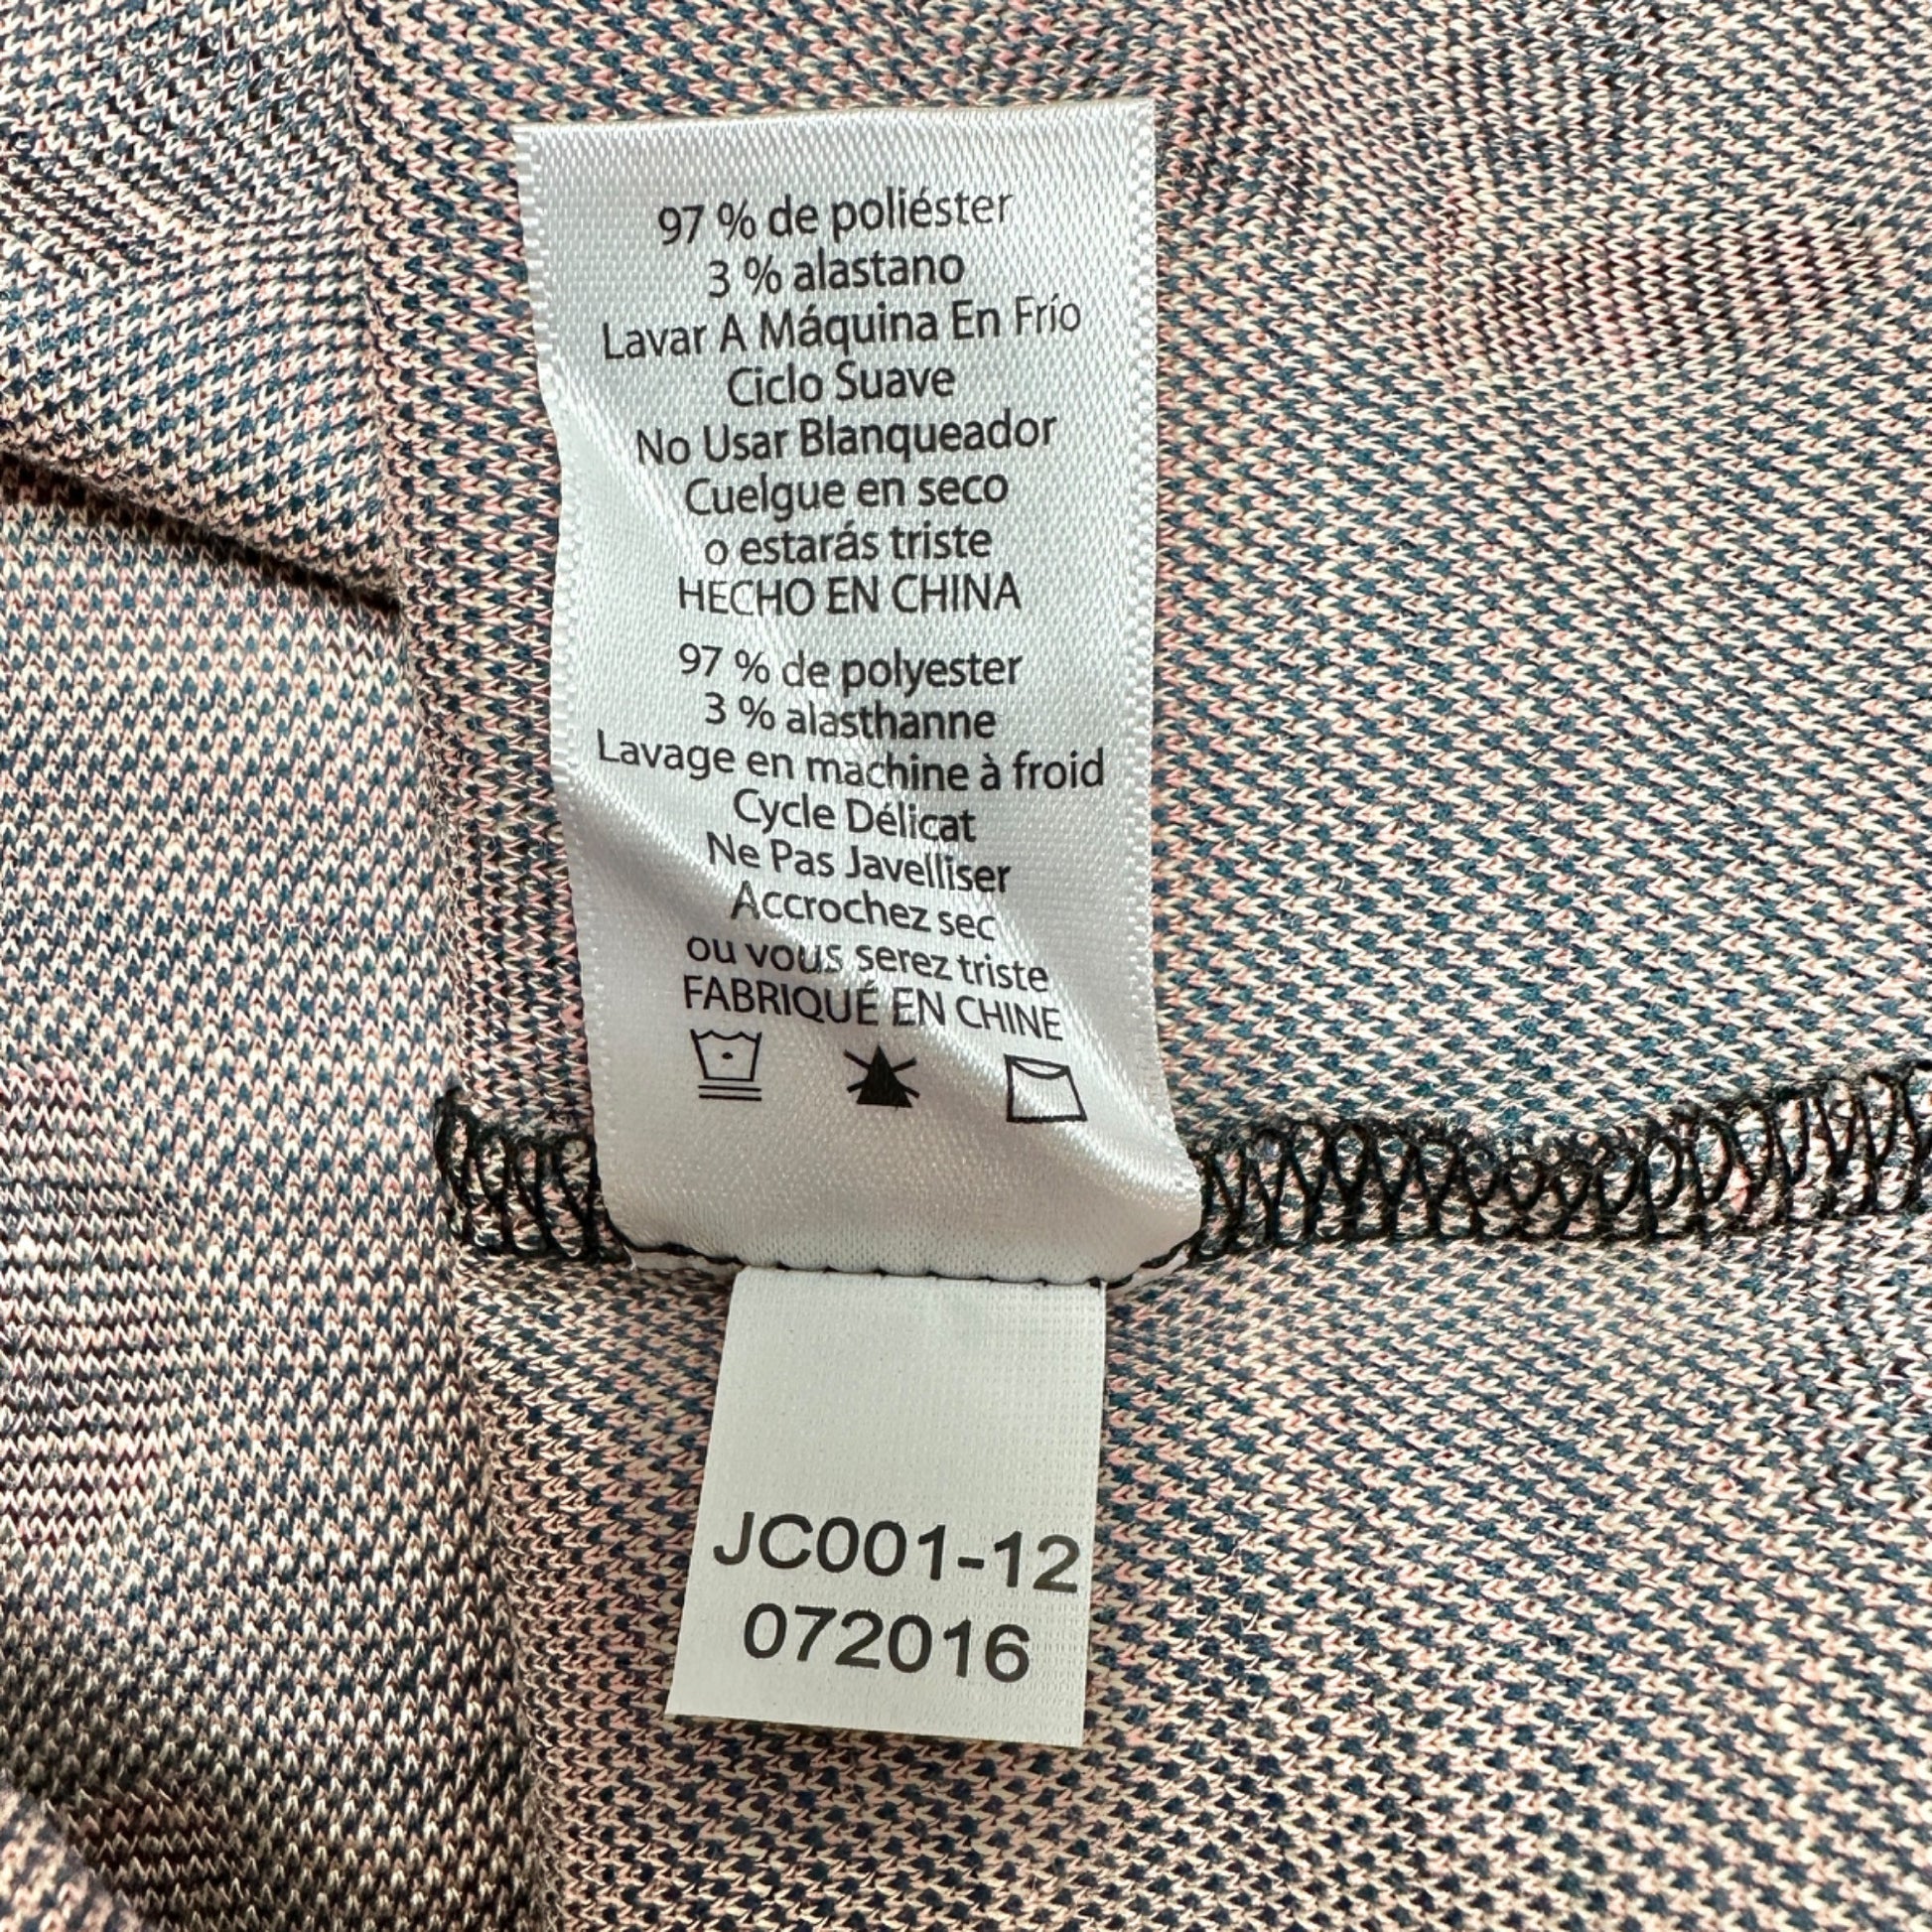 97 % de poliéster
3 % alastano
Lavar A Máquina En Frío
Ciclo Suave
No Usar Blanqueador
Cuelgue en seco
o estarás triste
HECHO EN CHINA
97 % de polyester
3 % alasthanne
Lavage en machine à froid
Cycle Délicat
Ne Pas Javelliser
Accrochez sec
ou vous serez triste
FABRIQUÉ EN CHINE
JC001-12
072016